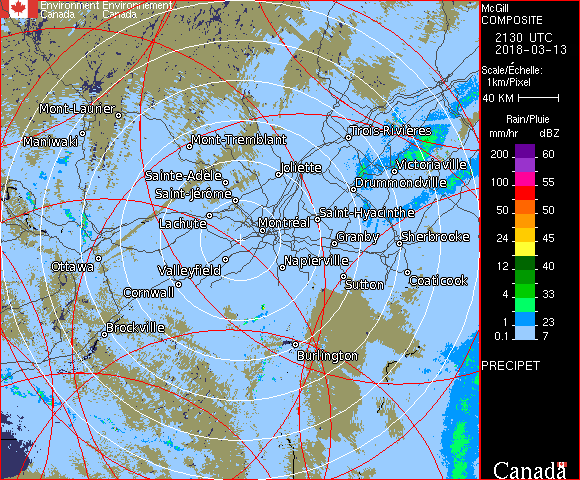 Environment Environnement
Canada Canada
McGill
COMPOSITE
2130 UTC
2018-03-13
Scale/Échelle:
1km/Pixel
40 KM
Rain/Pluie
mm/hr dBZ
200 60
100 55
50 50
24 45
12 40
4 33
1 23
0.1 7
PRECIPET
Canada
Mont-Laurier
Maniwaki
Mont-Tremblant
Trois-Rivières
Joliette
Victoriaville
Sainte-Adèle
Drummondville
Saint-Jérôme
Saint-Hyacinthe
Lachute
Montréal
Granby
Sherbrooke
Ottawa
Valleyfield
Napierville
Coaticook
Cornwall
Sutton
Brockville
Burlington